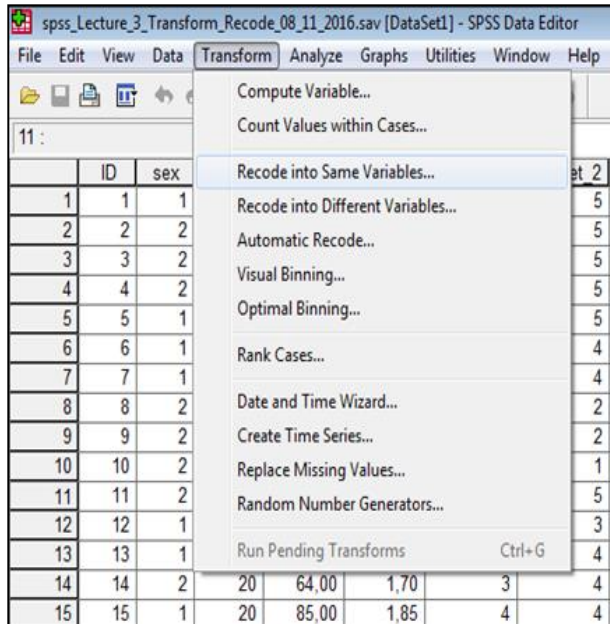 spss_Lecture_3_Transform_Recode_08_11_2016.sav [DataSet1] - SPSS Data Editor
File Edit View Data Transform Analyze Graphs Utilities Window Help
Compute Variable...
Count Values within Cases...
11 :
Recode into Same Variables...
Recode into Different Variables...
Automatic Recode...
Visual Binning...
Optimal Binning...
Rank Cases...
Date and Time Wizard...
Create Time Series...
Replace Missing Values...
Random Number Generators...
Run Pending Transforms Ctrl+G
ID sex et_2
1 1 1 5
2 2 2 5
3 3 2 5
4 4 2 5
5 5 1 5
6 6 1 4
7 7 1 4
8 8 2 2
9 9 2 2
10 10 2 1
11 11 2 5
12 12 1 3
13 13 1 4
14 14 2 20 64,00 1,70 3 4
15 15 1 20 85,00 1,85 4 4